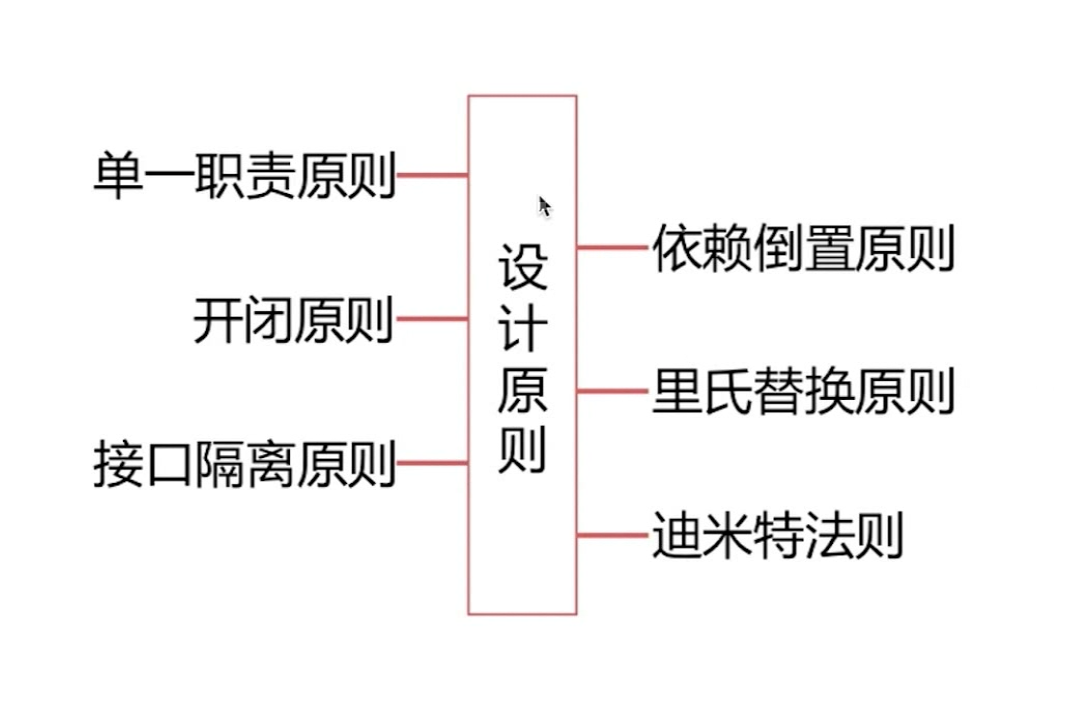 单一职责原则
开闭原则
接口隔离原则
设计原则
依赖倒置原则
里氏替换原则
迪米特法则